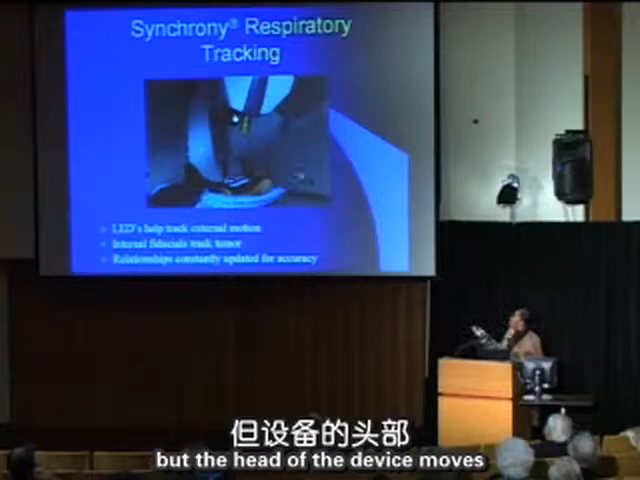 Synchrony® Respiratory
Tracking
LED's help track external motion
Internal fiducials track tumor
Relationships constantly updated for accuracy
但设备的头部
but the head of the device moves